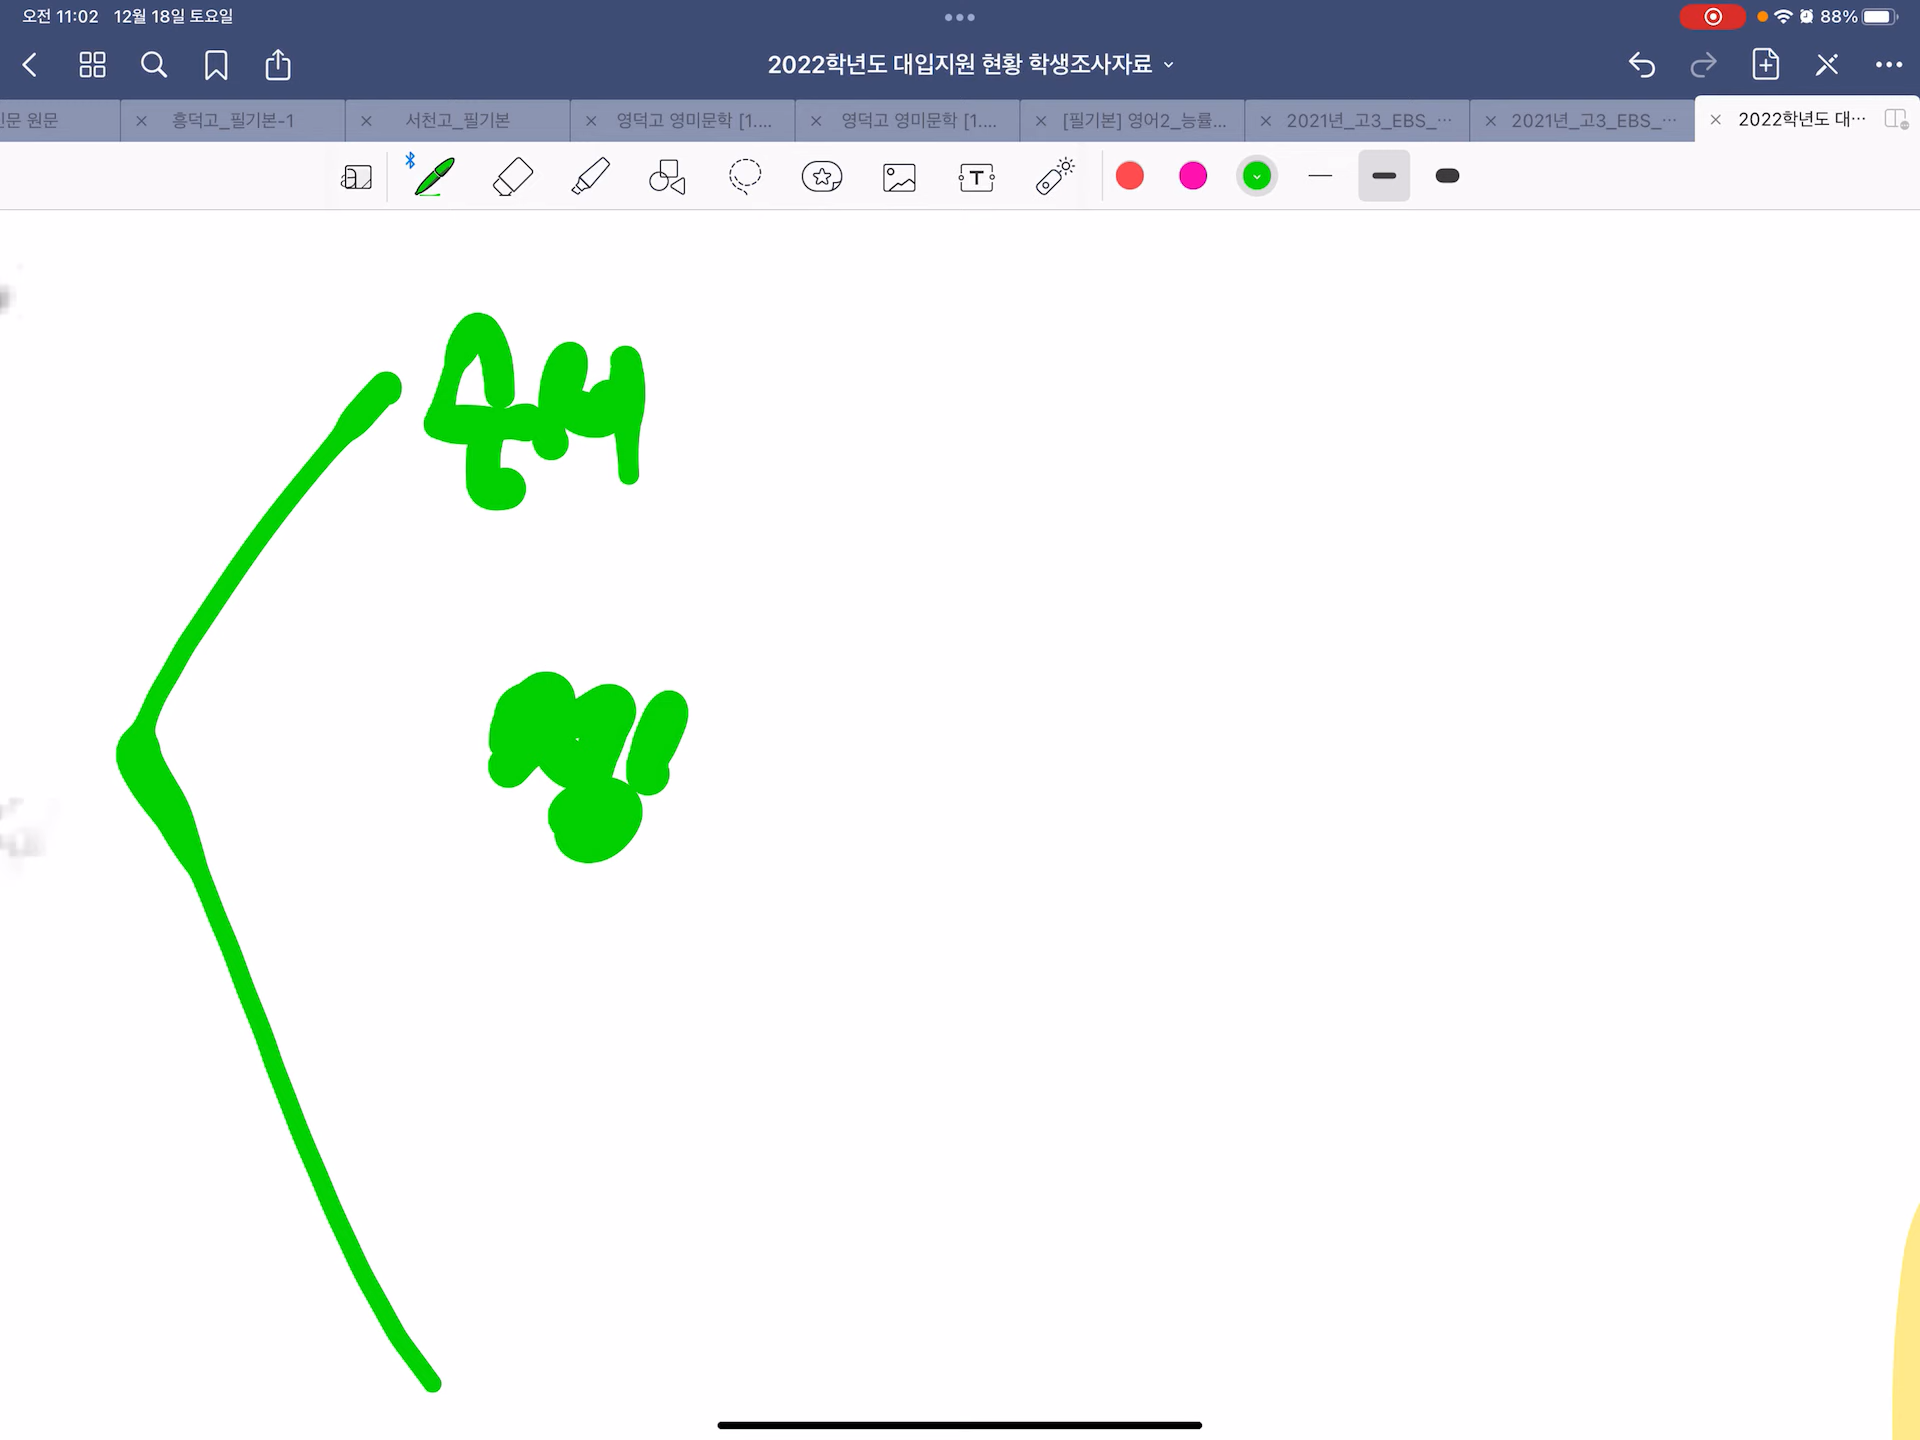 오전 11:02 12월 18일 토요일
88%
2022학년도 대입지원 현황 학생조사자료
원문
흥덕고_필기본-1
서천고_필기본
영덕고 영미문학 [1....
영덕고 영미문학 [1....
[필기본] 영어2_능률...
2021년_고3_EBS_...
2021년_고3_EBS_...
2022학년도 대...
수시